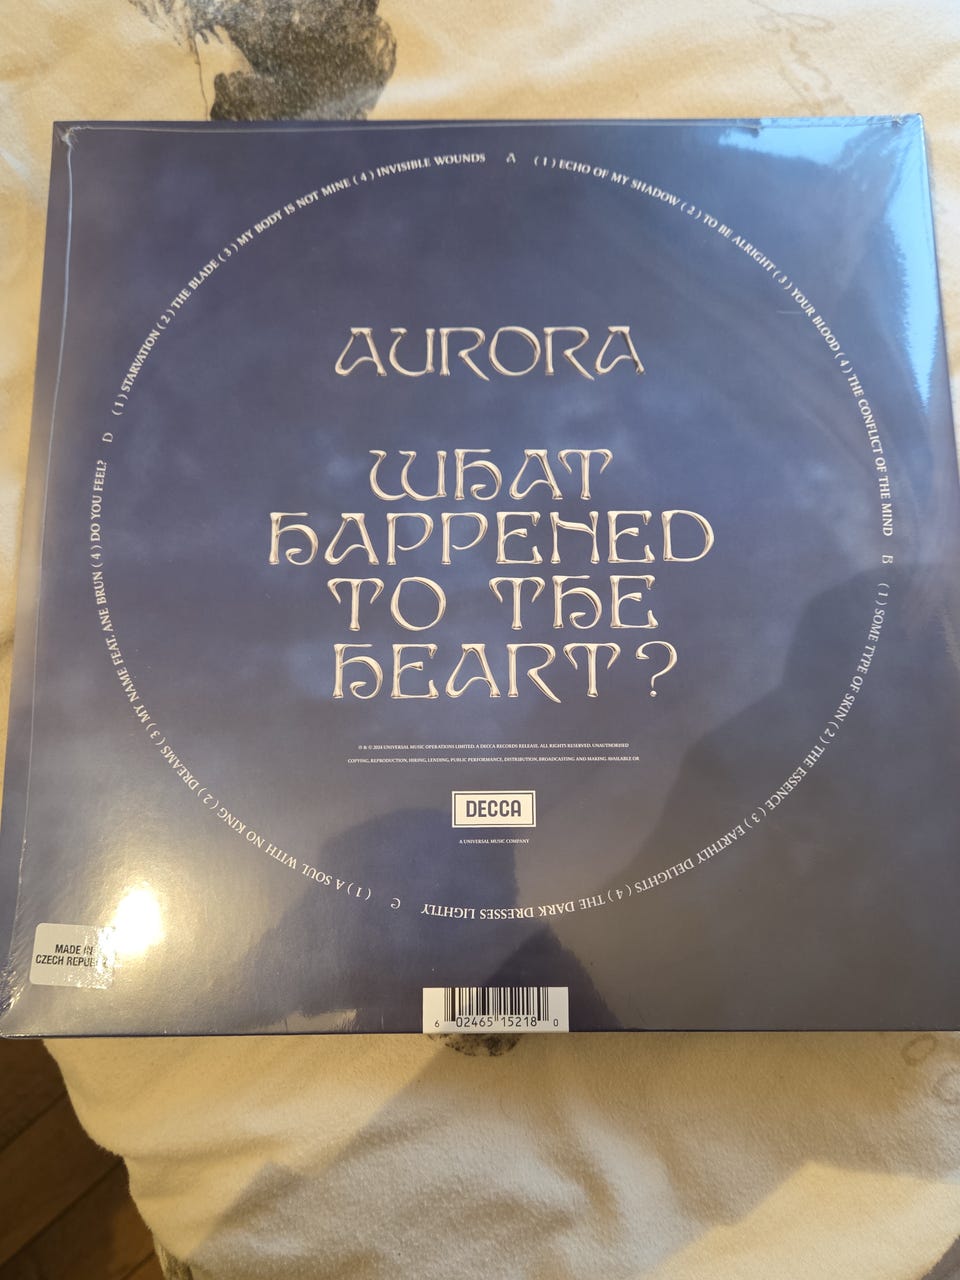 A (1) ECHO OF MY SHADOW (2) TO BE ALRIGHT (3) YOUR BLOOD (4) THE CONFLICT OF THE MIND B (1) SOME TYPE OF SKIN (2) THE ESSENCE (3) EARTHLY DELIGHTS (4) THE DARK DRESSES LIGHTLY C (1) A SOUL WITH NO KING (2) DREAMS (3) MY NAME FEAT. ANE BRUN (4) DO YOU FEEL? D (1) STARVATION (2) THE BLADE (3) MY BODY IS NOT MINE (4) INVISIBLE WOUNDS
AURORA
WHAT
HAPPENED
TO THE
HEART?
℗ & © 2024 UNIVERSAL MUSIC OPERATIONS LIMITED. A DECCA RECORDS RELEASE. ALL RIGHTS RESERVED. UNAUTHORISED
COPYING, REPRODUCTION, HIRING, LENDING, PUBLIC PERFORMANCE, DISTRIBUTION, BROADCASTING AND MAKING AVAILABLE OR
DECCA
A UNIVERSAL MUSIC COMPANY
MADE IN
CZECH REPUBLIC
6 02465 15218 0